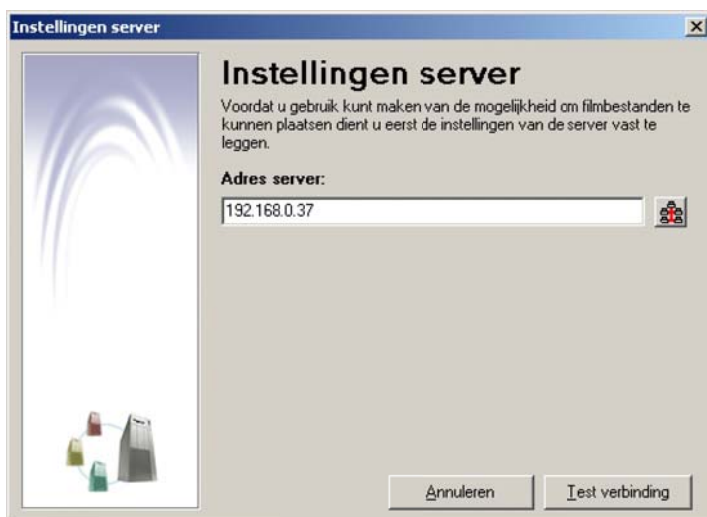 Instellingen server
Instellingen server
Voordat u gebruik kunt maken van de mogelijkheid om filmbestanden te
kunnen plaatsen dient u eerst de instellingen van de server vast te
leggen.
Adres server:
192.168.0.37
Annuleren
Test verbinding